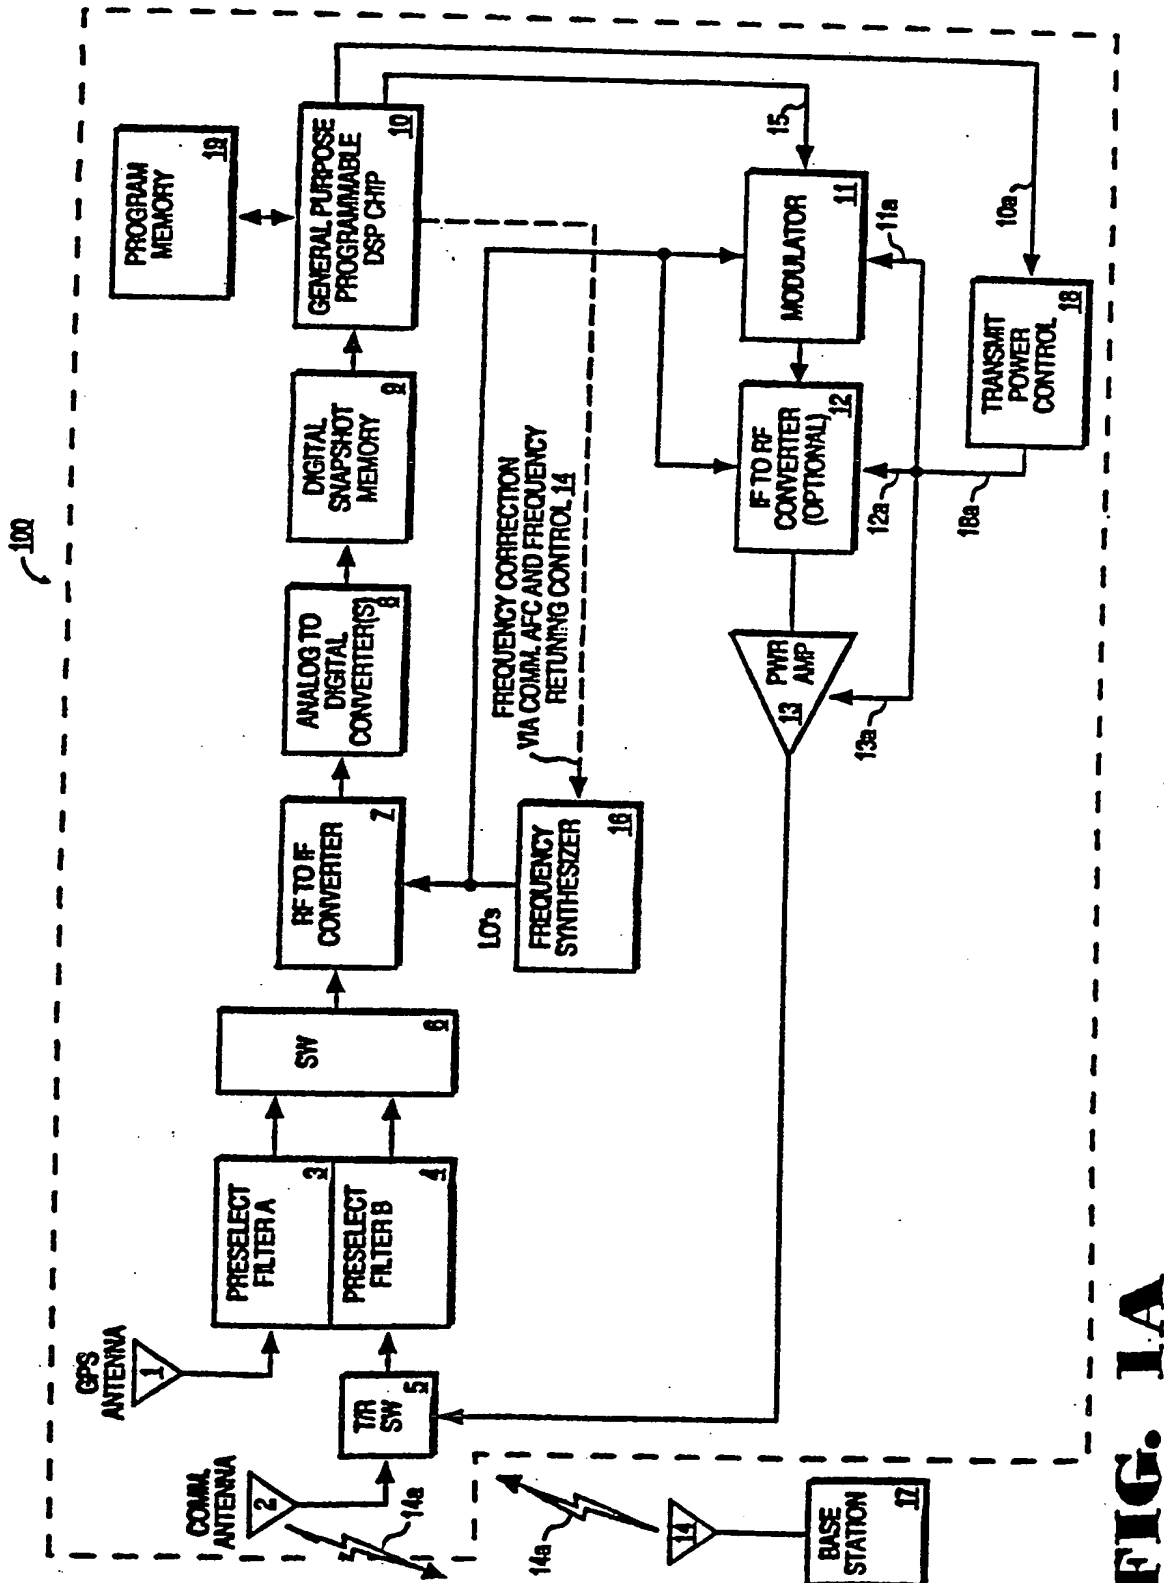 100
GPS
ANTENNA
1
COMM.
ANTENNA
2
14a
T/R
SW
5
PRESELECT
FILTER A
3
PRESELECT
FILTER B
4
SW
6
RF TO IF
CONVERTER
7
ANALOG TO
DIGITAL
CONVERTER(S)
8
DIGITAL
SNAPSHOT
MEMORY
9
GENERAL PURPOSE
PROGRAMMABLE
DSP CHIP
10
PROGRAM
MEMORY
19
LO's
FREQUENCY
SYNTHESIZER
16
FREQUENCY CORRECTION
VIA COMM. AFC AND FREQUENCY
RETUNING CONTROL 14
15
MODULATOR
11
11a
10a
IF TO RF
CONVERTER
(OPTIONAL)
12
12a
PWR
AMP
13
13a
TRANSMIT
POWER
CONTROL
18
18a
14a
14
BASE
STATION
17
FIG. 1A